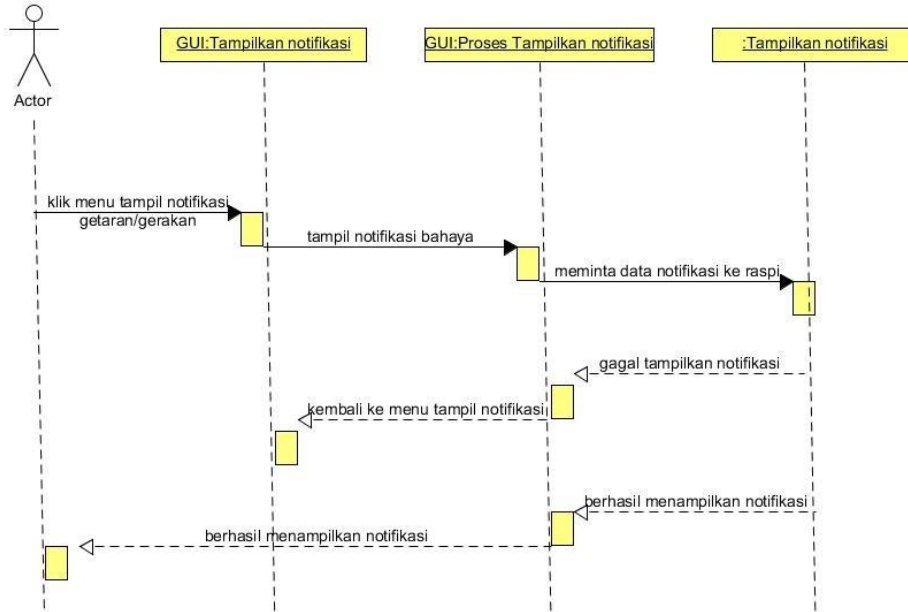 GUI:Tampilkan notifikasi
GUI:Proses Tampilkan notifikasi
:Tampilkan notifikasi
Actor
klik menu tampil notifikasi
getaran/gerakan
tampil notifikasi bahaya
meminta data notifikasi ke raspi
gagal tampilkan notifikasi
kembali ke menu tampil notifikasi
berhasil menampilkan notifikasi
berhasil menampilkan notifikasi